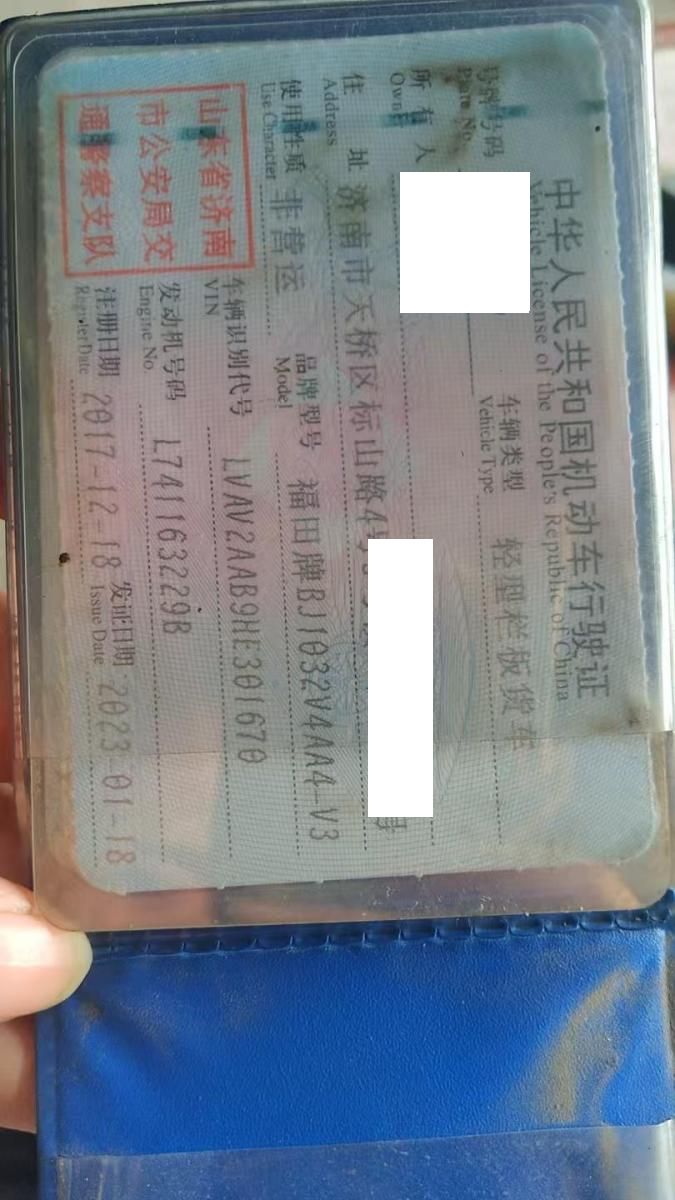 中华人民共和国机动车行驶证
Vehicle License of the People's Republic of China
号牌号码
Plate No.
车辆类型 轻型栏板货车
Vehicle Type
所有人
Owner
住址 济南市天桥区标山路4号
Address
使用性质 非营运
Use Character
品牌型号 福田牌BJ1032V4AA4-V3
Model
车辆识别代号 LVAV2AAB9HE301670
VIN
发动机号码 L741163229B
Engine No.
注册日期 2017-12-18
Register Date
发证日期 2023-01-18
Issue Date
山东省济南
市公安局交
通警察支队